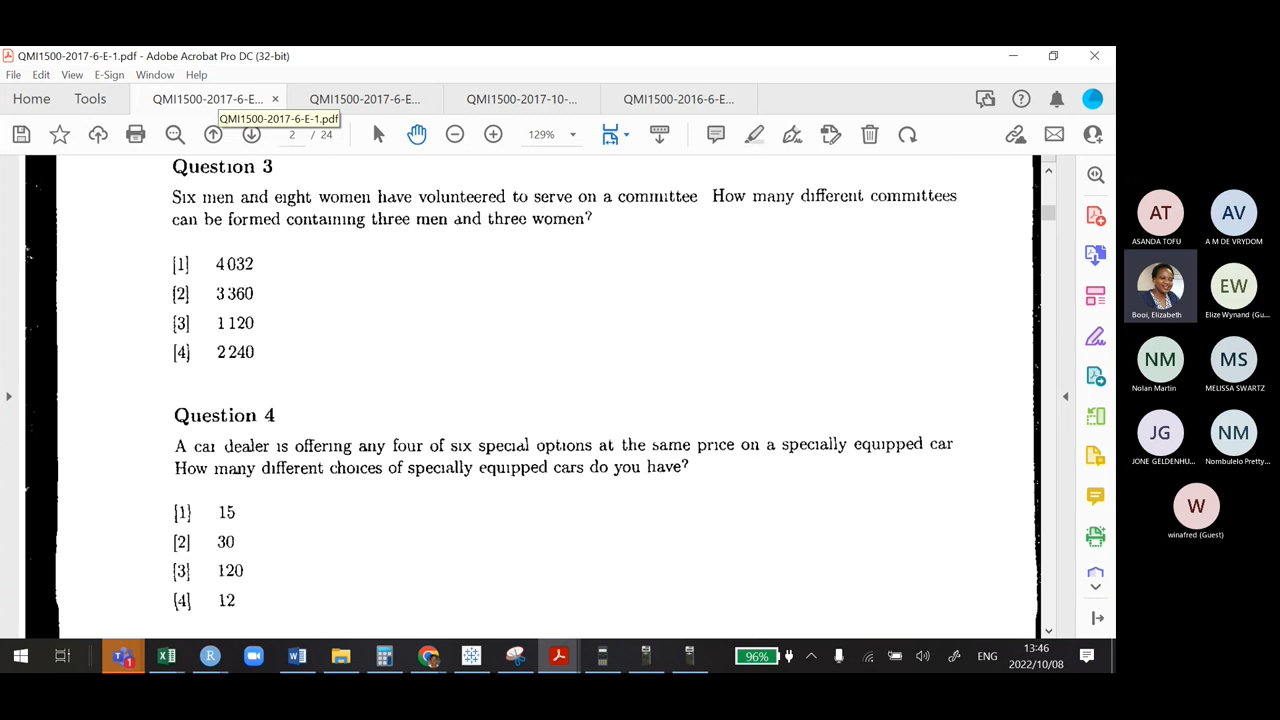 QMI1500-2017-6-E-1.pdf - Adobe Acrobat Pro DC (32-bit)
File Edit View E-Sign Window Help
Home Tools QMI1500-2017-6-E... × QMI1500-2017-6-E... QMI1500-2017-10-... QMI1500-2016-6-E...
QMI1500-2017-6-E-1.pdf
2 / 24 129%
Question 3
Six men and eight women have volunteered to serve on a committee How many different committees
can be formed containing three men and three women?
[1] 4 032
[2] 3 360
[3] 1 120
[4] 2 240
Question 4
A car dealer is offering any four of six special options at the same price on a specially equipped car
How many different choices of specially equipped cars do you have?
[1] 15
[2] 30
[3] 120
[4] 12
AT AV
ASANDA TOFU A M DE VRYDOM
EW
Booi, Elizabeth Elize Wynand (Gu...
NM MS
Nolan Martin MELISSA SWARTZ
JG NM
JONE GELDENHU... Nombulelo Pretty...
W
winafred (Guest)
96% ENG 13:46
2022/10/08